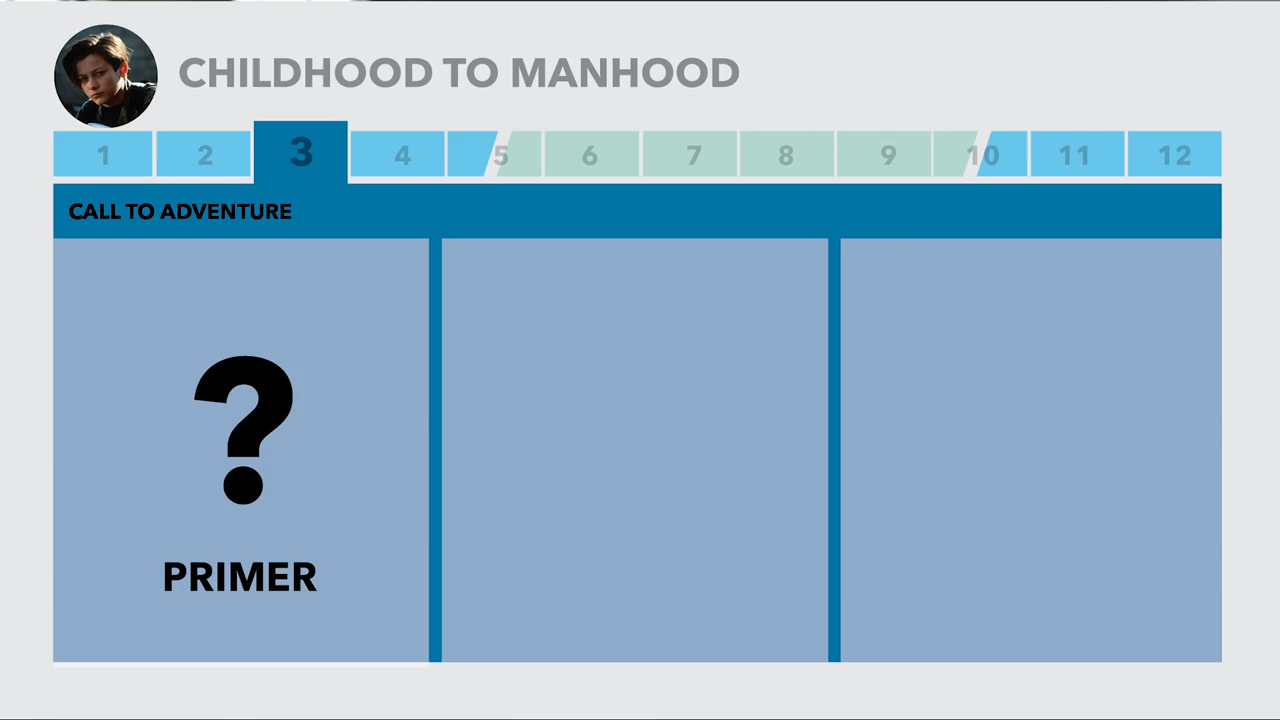 CHILDHOOD TO MANHOOD
1 2 3 4 5 6 7 8 9 10 11 12
CALL TO ADVENTURE
?
PRIMER